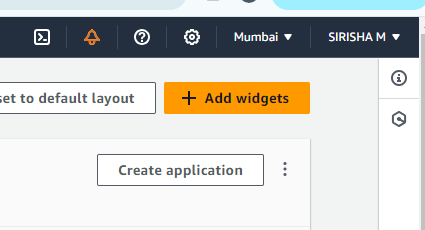 Mumbai ▼ SIRISHA M ▼
set to default layout + Add widgets
Create application